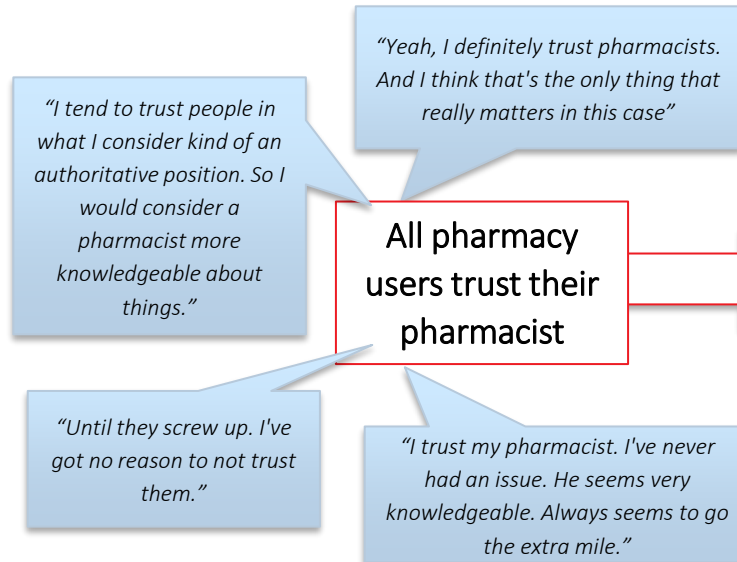 “Yeah, I definitely trust pharmacists.
And I think that's the only thing that
really matters in this case”
“I tend to trust people in
what I consider kind of an
authoritative position. So I
would consider a
pharmacist more
knowledgeable about
things.”
All pharmacy
users trust their
pharmacist
“Until they screw up. I've
got no reason to not trust
them.”
“I trust my pharmacist. I've never
had an issue. He seems very
knowledgeable. Always seems to go
the extra mile.”